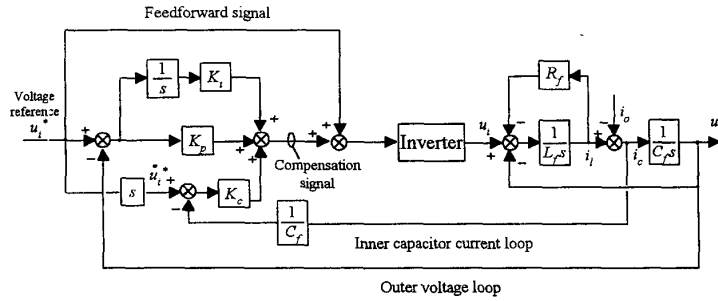 Feedforward signal
1/s
K_i
R_f
Voltage
reference
u_i*
+
−
K_p
+
+
+
+
+
Compensation
signal
Inverter
u_i
+
−
−
1/L_f s
i_l
+
−
i_o
i_c
1/C_f s
u
s
u̇_i*
+
−
K_c
1/C_f
Inner capacitor current loop
Outer voltage loop